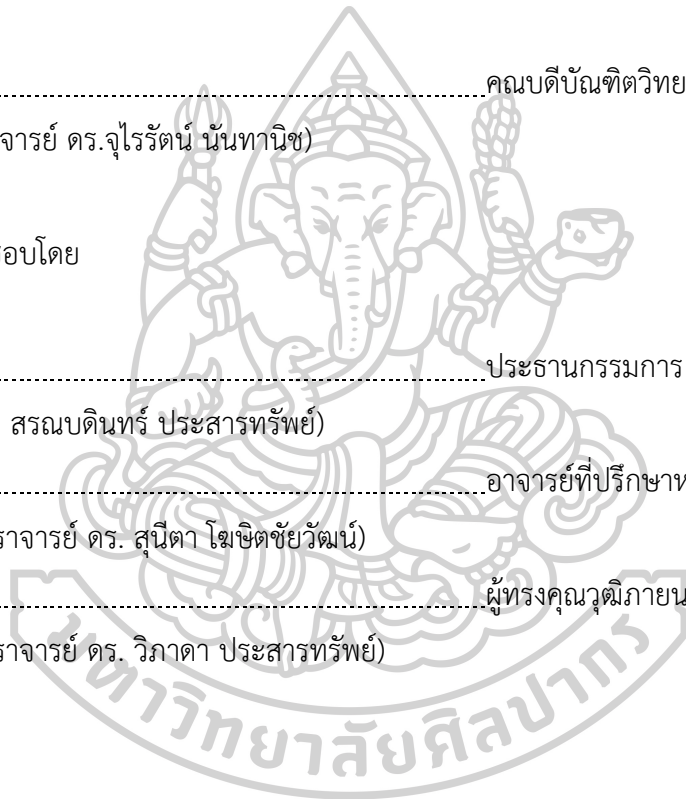 คณบดีบัณฑิตวิทย
จารย์ ดร.จุไรรัตน์ นันทานิช)
อบโดย
ประธานกรรมการ
สรณบดินทร์ ประสารทรัพย์)
อาจารย์ที่ปรึกษาห
ราจารย์ ดร. สุนีตา โฆษิตชัยวัฒน์)
ผู้ทรงคุณวุฒิภายน
ราจารย์ ดร. วิภาดา ประสารทรัพย์)
มหาวิทยาลัยศิลปากร